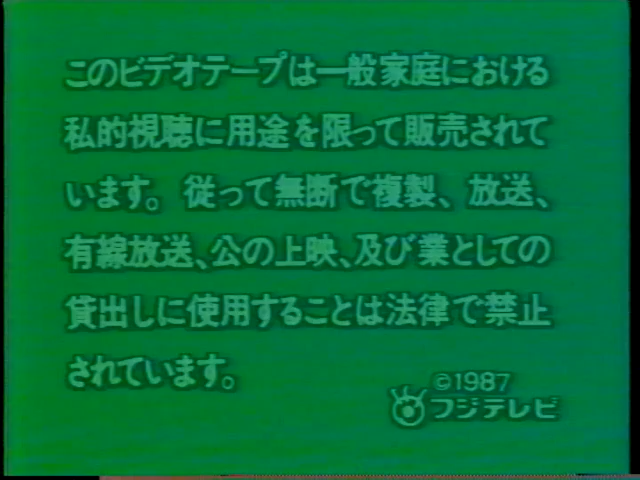 このビデオテープは一般家庭における
私的視聴に用途を限って販売されて
います。従って無断で複製、放送、
有線放送、公の上映、及び業としての
貸出しに使用することは法律で禁止
されています。
©1987
フジテレビ